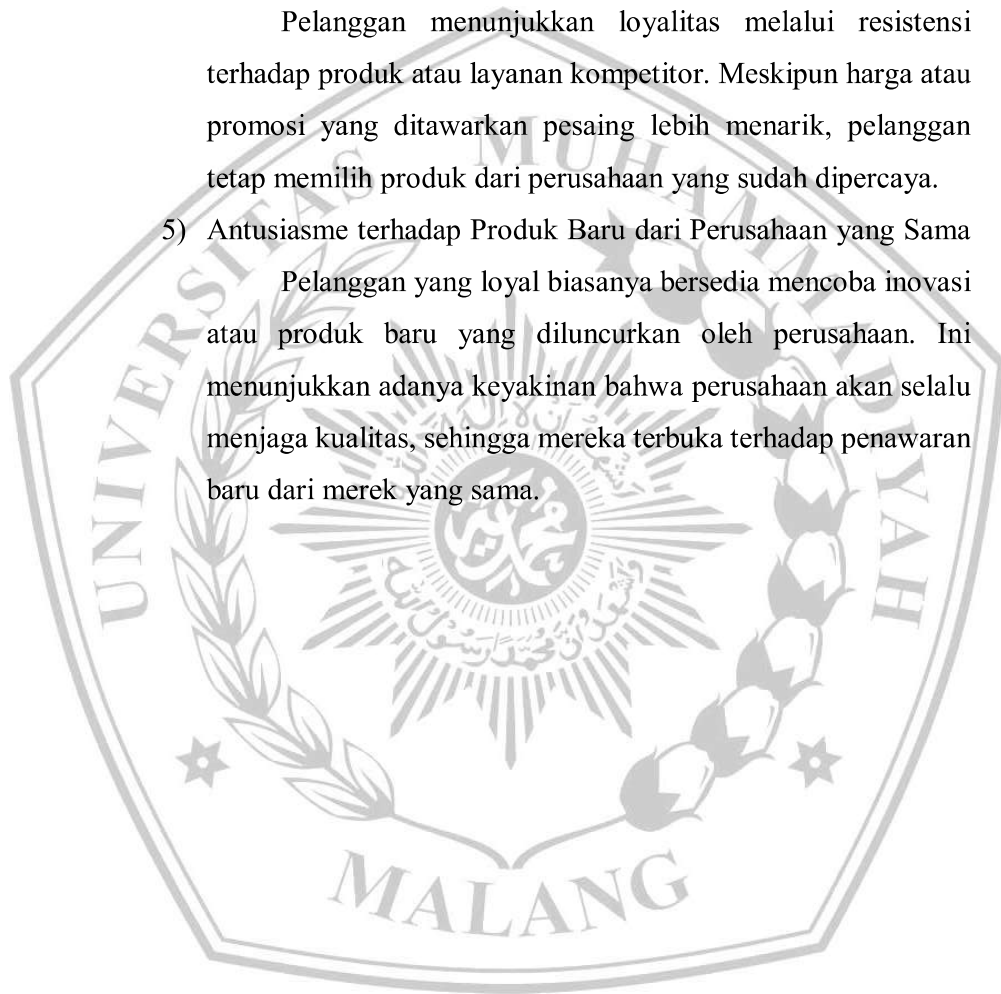 Pelanggan menunjukkan loyalitas melalui resistensi
terhadap produk atau layanan kompetitor. Meskipun harga atau
promosi yang ditawarkan pesaing lebih menarik, pelanggan
tetap memilih produk dari perusahaan yang sudah dipercaya.
5) Antusiasme terhadap Produk Baru dari Perusahaan yang Sama
Pelanggan yang loyal biasanya bersedia mencoba inovasi
atau produk baru yang diluncurkan oleh perusahaan. Ini
menunjukkan adanya keyakinan bahwa perusahaan akan selalu
menjaga kualitas, sehingga mereka terbuka terhadap penawaran
baru dari merek yang sama.
UNIVERSITAS MUHAMMADIYAH
MALANG